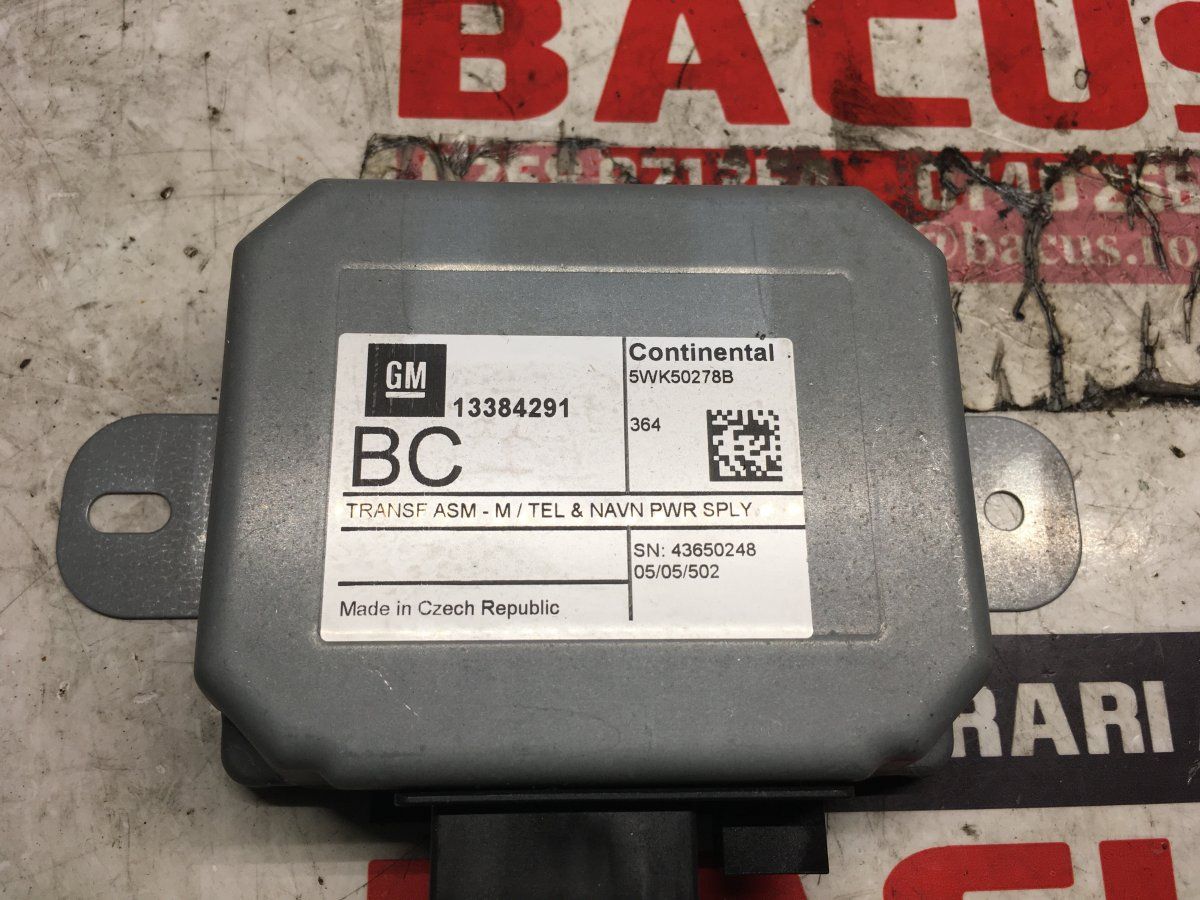 BACUS
@bacus.ro
GM
13384291
BC
Continental
5WK50278B
364
TRANSF ASM - M / TEL & NAVN PWR SPLY
SN: 43650248
05/05/502
Made in Czech Republic
RARI